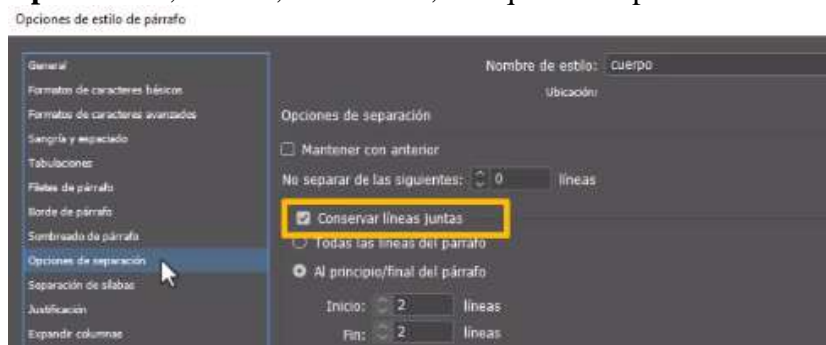 Opciones de estilo de párrafo
General
Formatos de caracteres básicos
Formatos de caracteres avanzados
Sangría y espaciado
Tabulaciones
Filetes de párrafo
Borde de párrafo
Sombreado de párrafo
Opciones de separación
Separación de sílabas
Justificación
Expandir columnas
Nombre de estilo: cuerpo
Ubicación:
Opciones de separación
Mantener con anterior
No separar de las siguientes: 0 líneas
Conservar líneas juntas
Todas las líneas del párrafo
Al principio/final del párrafo
Inicio: 2 líneas
Fin: 2 líneas